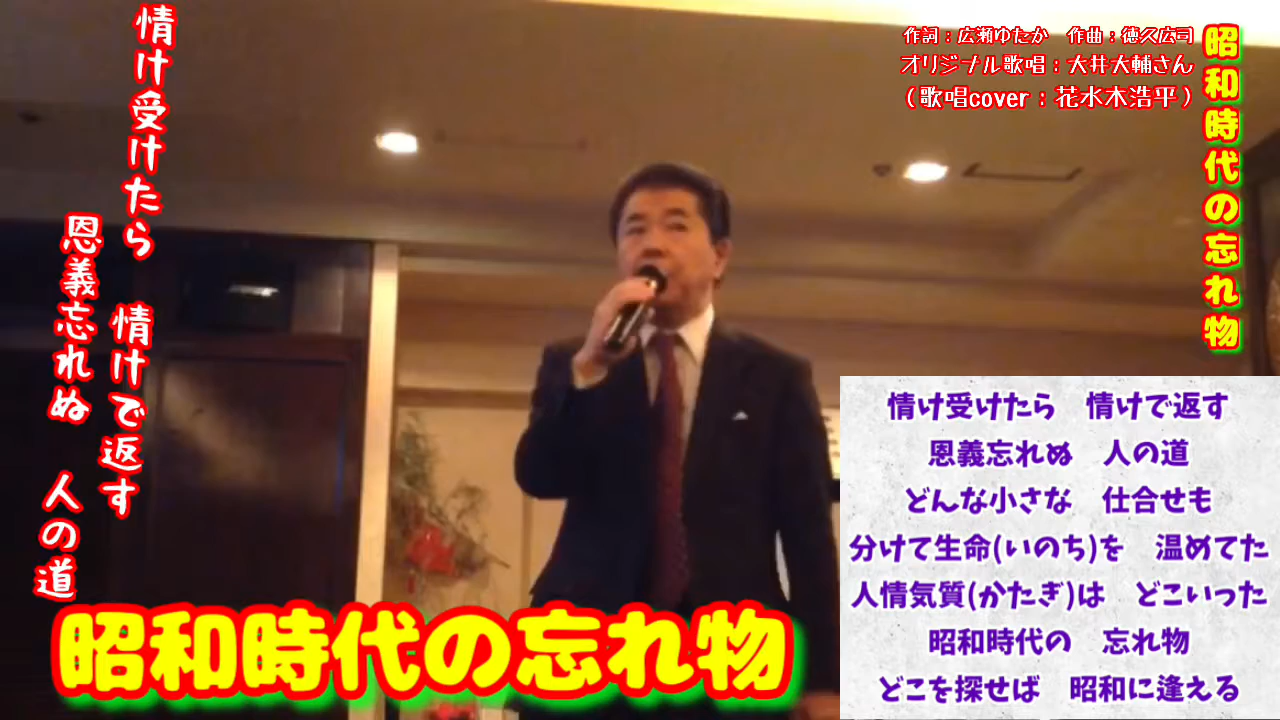 情け受けたら　情けで返す
恩義忘れぬ　人の道
作詞：広瀬ゆたか　作曲：徳久広司
オリジナル歌唱：大井大輔さん
（歌唱cover：花水木浩平）
昭和時代の忘れ物
情け受けたら　情けで返す
恩義忘れぬ　人の道
どんな小さな　仕合せも
分けて生命(いのち)を　温めてた
人情気質(かたぎ)は　どこいった
昭和時代の　忘れ物
どこを探せば　昭和に逢える
昭和時代の忘れ物